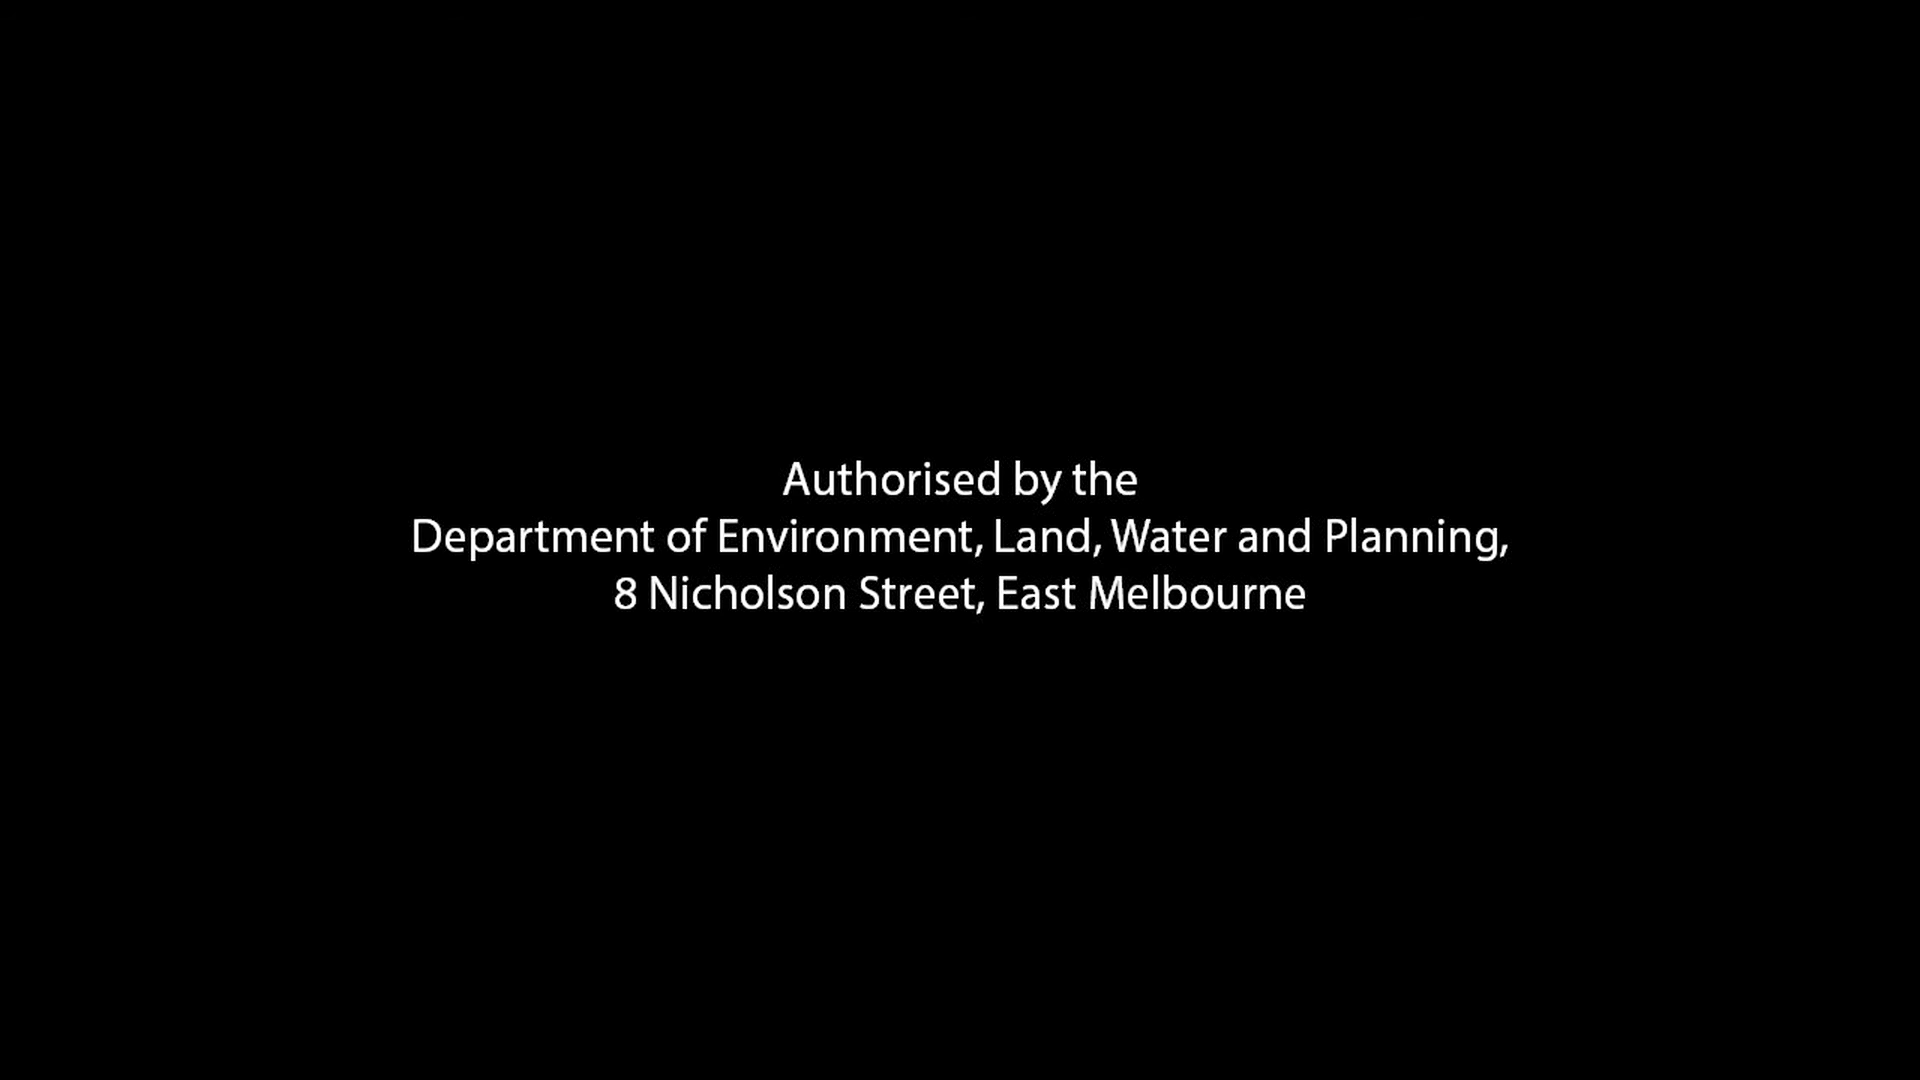 Authorised by the
Department of Environment, Land, Water and Planning,
8 Nicholson Street, East Melbourne